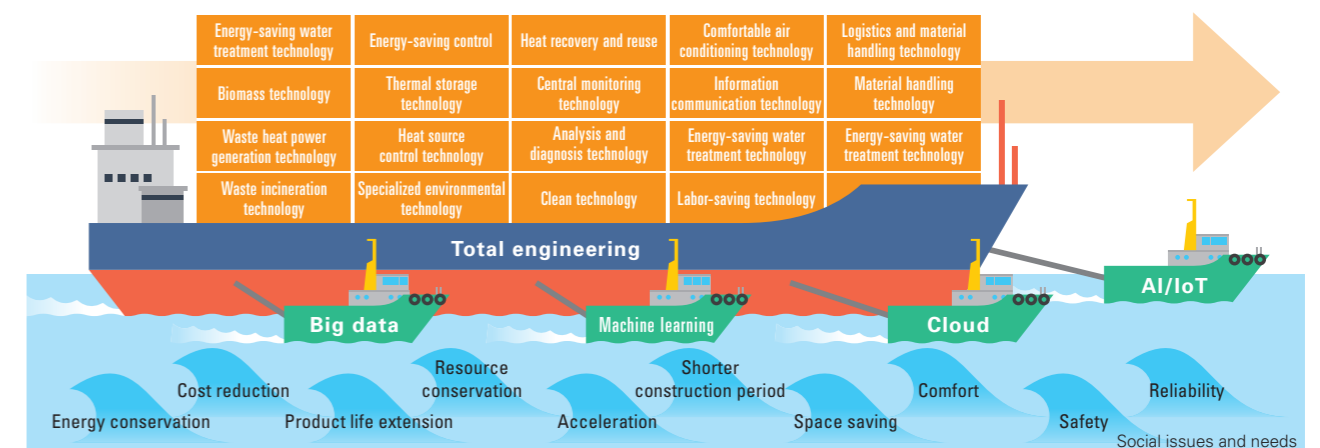 Energy-saving water
treatment technology
Energy-saving control
Heat recovery and reuse
Comfortable air
conditioning technology
Logistics and material
handling technology
Biomass technology
Thermal storage
technology
Central monitoring
technology
Information
communication technology
Material handling
technology
Waste heat power
generation technology
Heat source
control technology
Analysis and
diagnosis technology
Energy-saving water
treatment technology
Energy-saving water
treatment technology
Waste incineration
technology
Specialized environmental
technology
Clean technology
Labor-saving technology
Total engineering
AI/IoT
Big data
Machine learning
Cloud
Cost reduction
Resource
conservation
Shorter
construction period
Comfort
Reliability
Energy conservation
Product life extension
Acceleration
Space saving
Safety
Social issues and needs